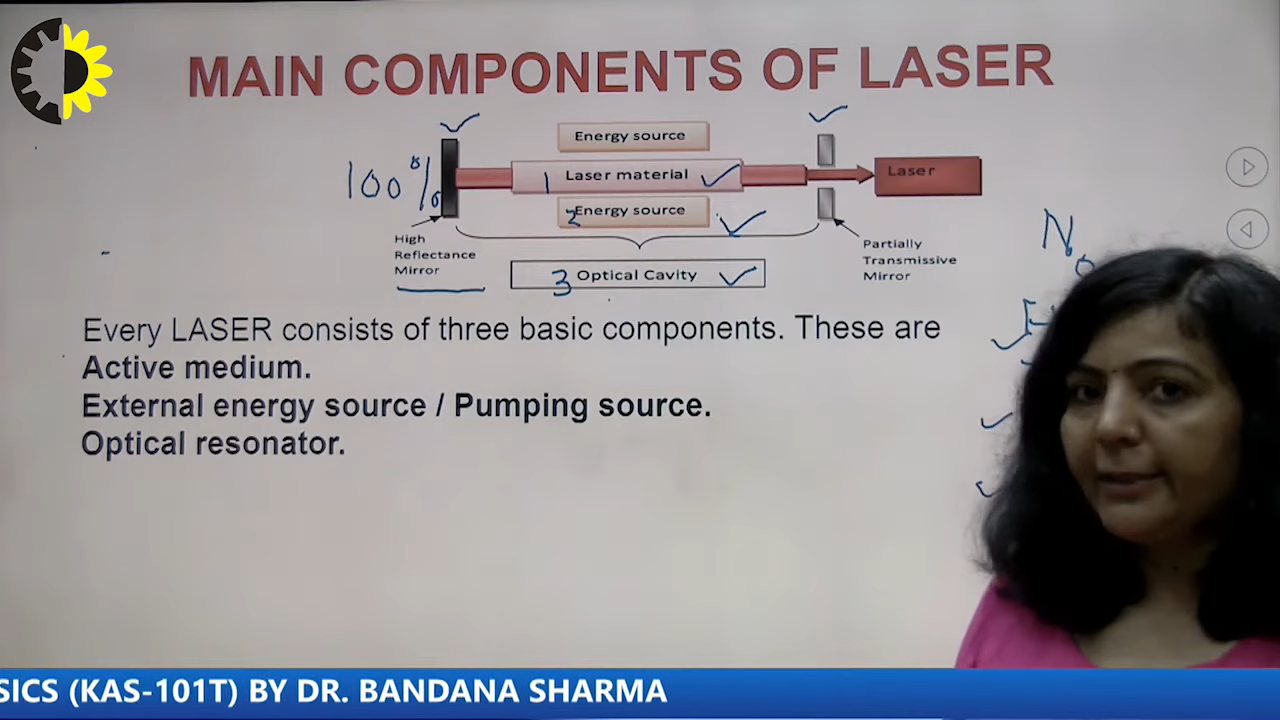 MAIN COMPONENTS OF LASER
Energy source
100%
1 Laser material
Laser
2 Energy source
High
Reflectance
Mirror
Partially
Transmissive
Mirror
3 Optical Cavity
Every LASER consists of three basic components. These are
Active medium.
External energy source / Pumping source.
Optical resonator.
SICS (KAS-101T) BY DR. BANDANA SHARMA